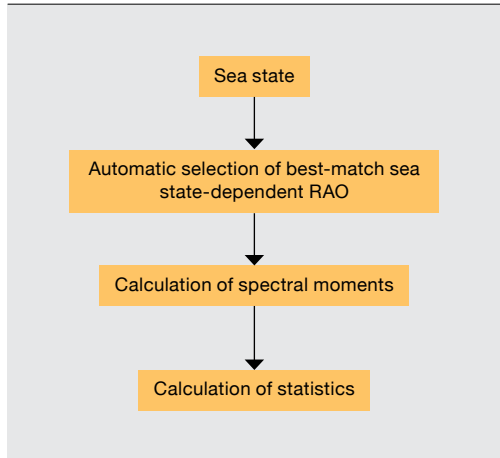 Sea state
Automatic selection of best-match sea
state-dependent RAO
Calculation of spectral moments
Calculation of statistics